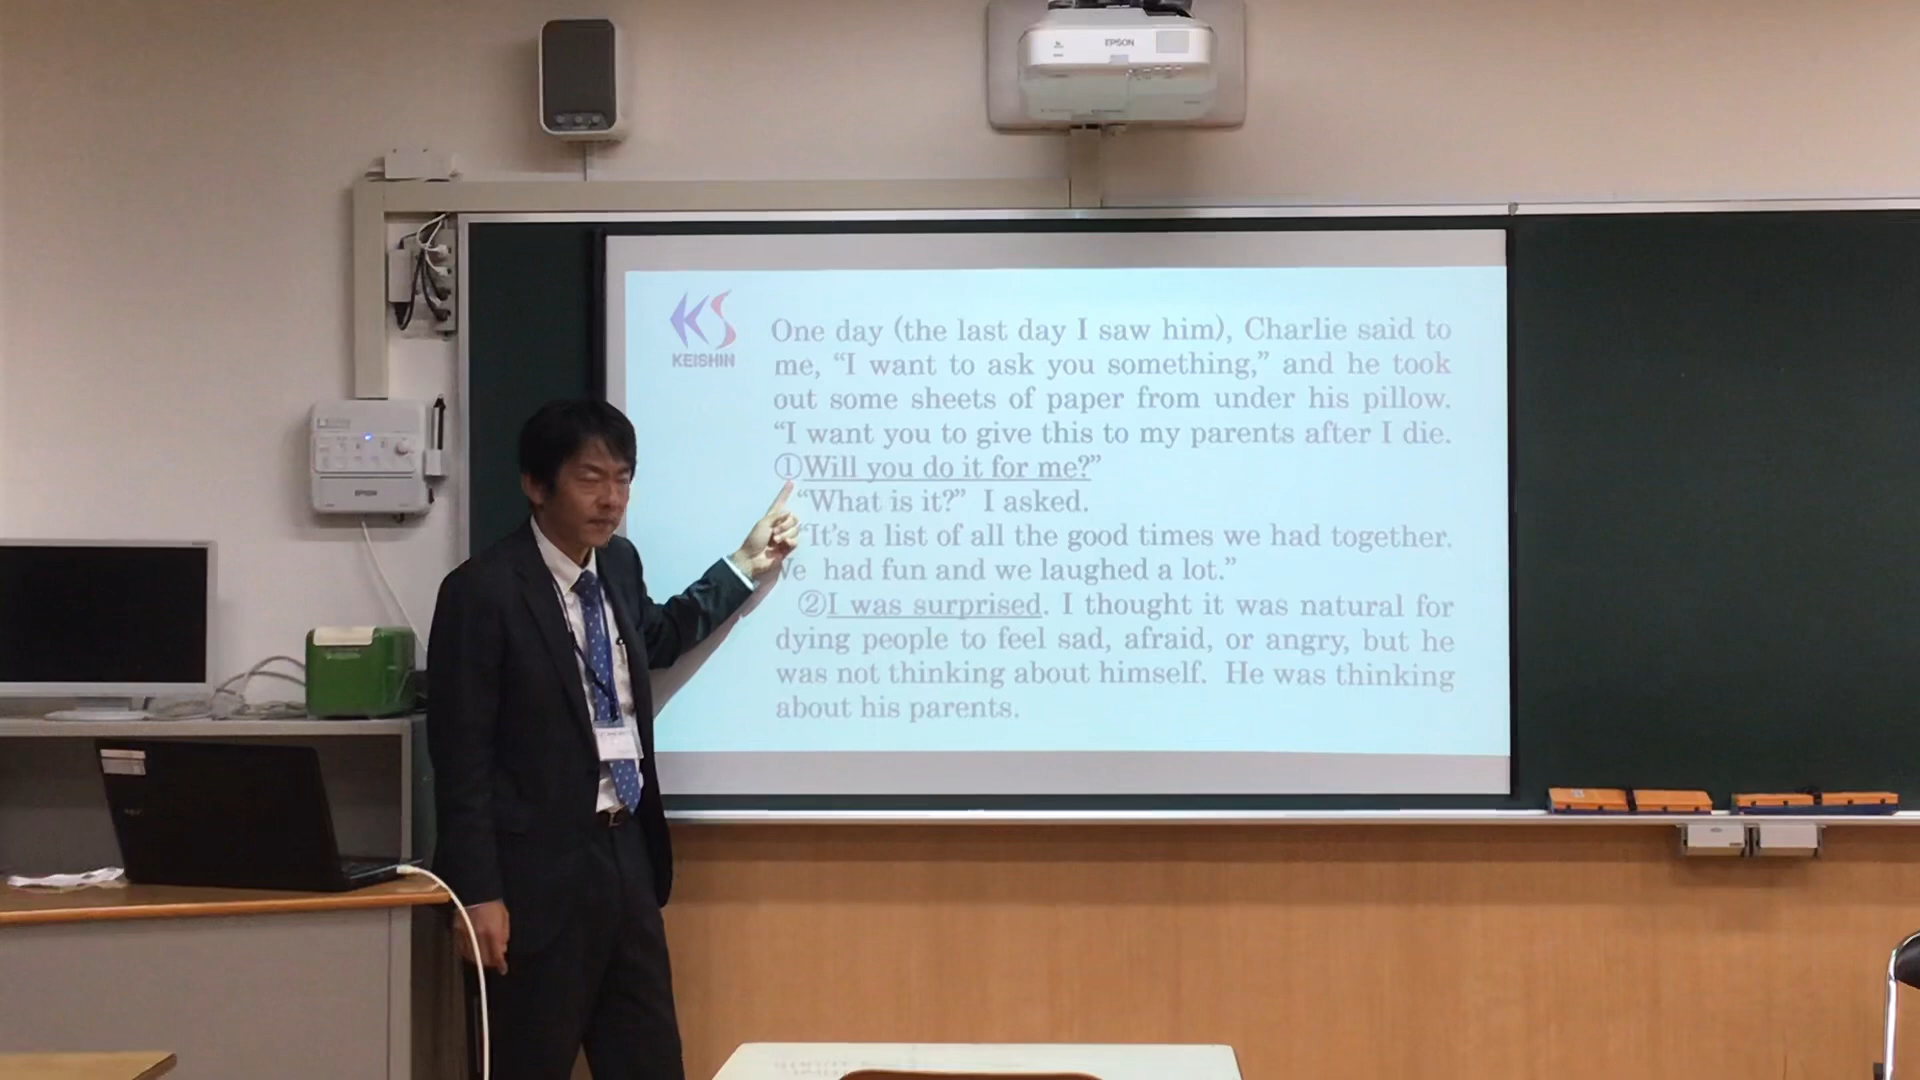 EPSON
KS
KEISHIN
One day (the last day I saw him), Charlie said to
me, “I want to ask you something,” and he took
out some sheets of paper from under his pillow.
“I want you to give this to my parents after I die.
①Will you do it for me?”
“What is it?” I asked.
“It’s a list of all the good times we had together.
We had fun and we laughed a lot.”
②I was surprised. I thought it was natural for
dying people to feel sad, afraid, or angry, but he
was not thinking about himself. He was thinking
about his parents.
EPSON